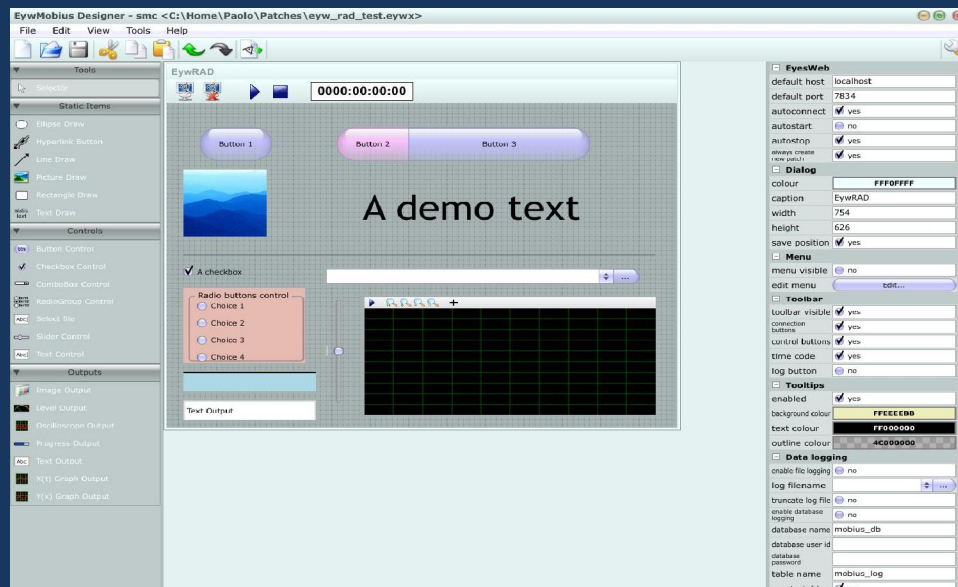 EywMobius Designer - smc <C:\Home\Paolo\Patches\eyw_rad_test.eywx>
File Edit View Tools Help
Tools
Selector
Static Items
Ellipse Draw
Hyperlink Button
Line Draw
Picture Draw
Rectangle Draw
Text Draw
Controls
Button Control
Checkbox Control
ComboBox Control
RadioGroup Control
Select file
Slider Control
Abc Text Control
Outputs
Image Output
Level Output
Oscilloscope Output
Progress Output
Abc Text Output
X(t) Graph Output
Y(x) Graph Output
EywRAD
0000:00:00:00
Button 1
Button 2
Button 3
A demo text
A checkbox
...
Radio buttons control
Choice 1
Choice 2
Choice 3
Choice 4
Text Output
EyesWeb
default host localhost
default port 7834
autoconnect yes
autostart no
autostop yes
always create new patch yes
Dialog
colour FFF0FFFF
caption EywRAD
width 754
height 626
save position yes
Menu
menu visible no
edit menu Edit...
Toolbar
toolbar visible yes
connection buttons yes
control buttons yes
time code yes
log button no
Tooltips
enabled yes
background colour FFEEEEBB
text colour FF000000
outline colour 4C000000
Data logging
enable file logging no
log filename ...
truncate log file no
enable database logging no
database name mobius_db
database user id
database password
table name mobius_log